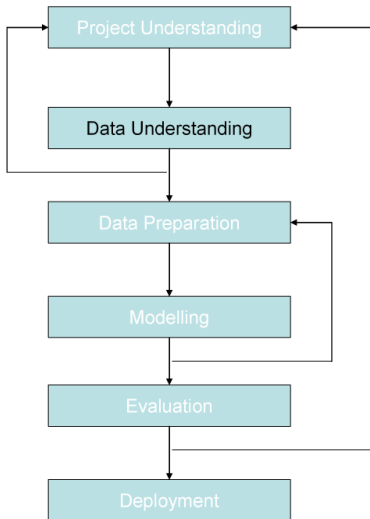 Project Understanding
Data Understanding
Data Preparation
Modelling
Evaluation
Deployment